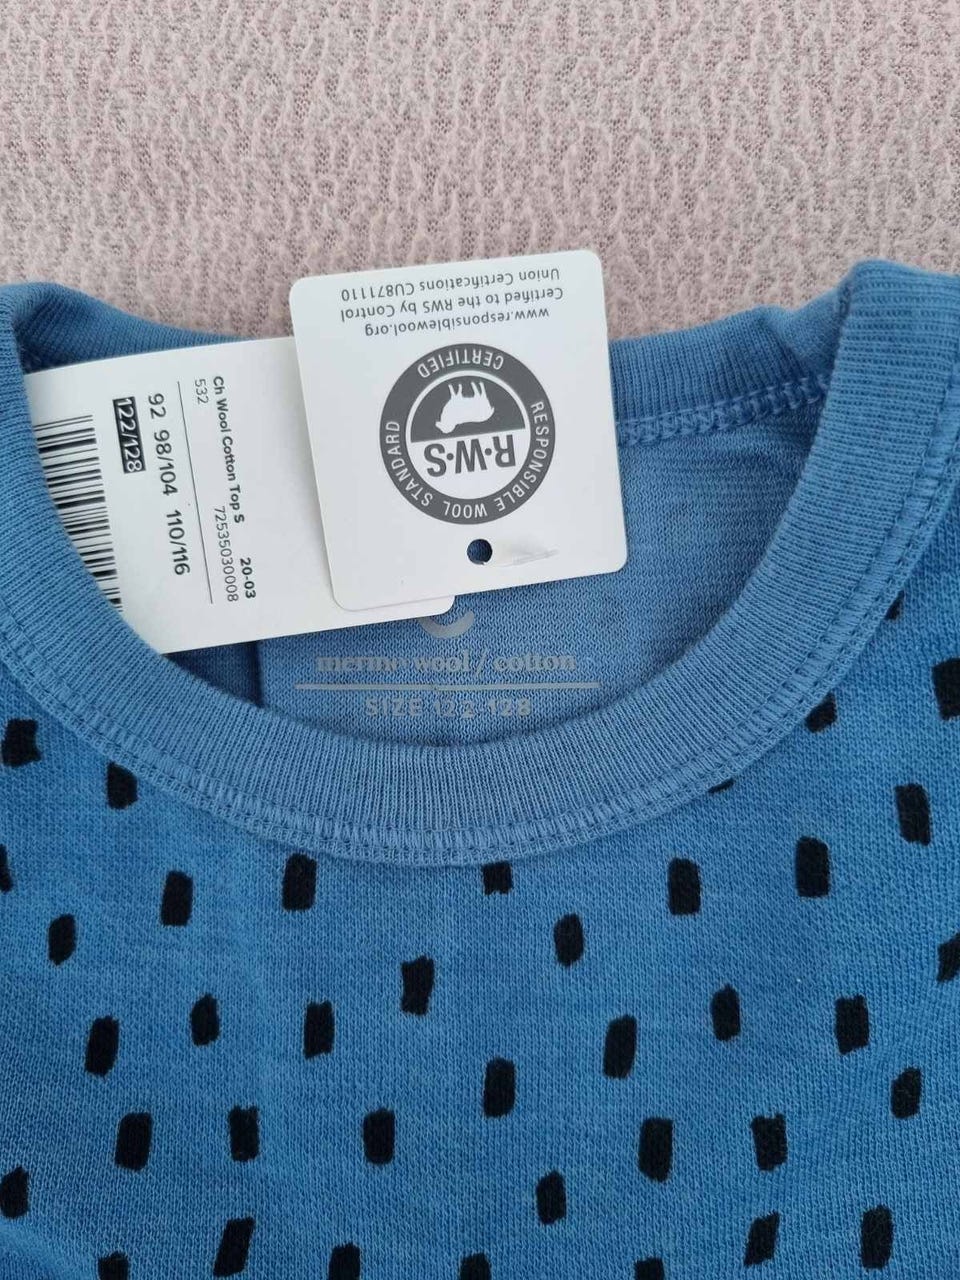 www.responsiblewool.org
Certified to the RWS by Control
Union Certifications CU871110
RESPONSIBLE WOOL STANDARD
R·W·S
CERTIFIED
Ch Wool Cotton Top S 20-03
532 72535030008
92 98/104 110/116
122/128
merino wool/cotton
SIZE 122-128